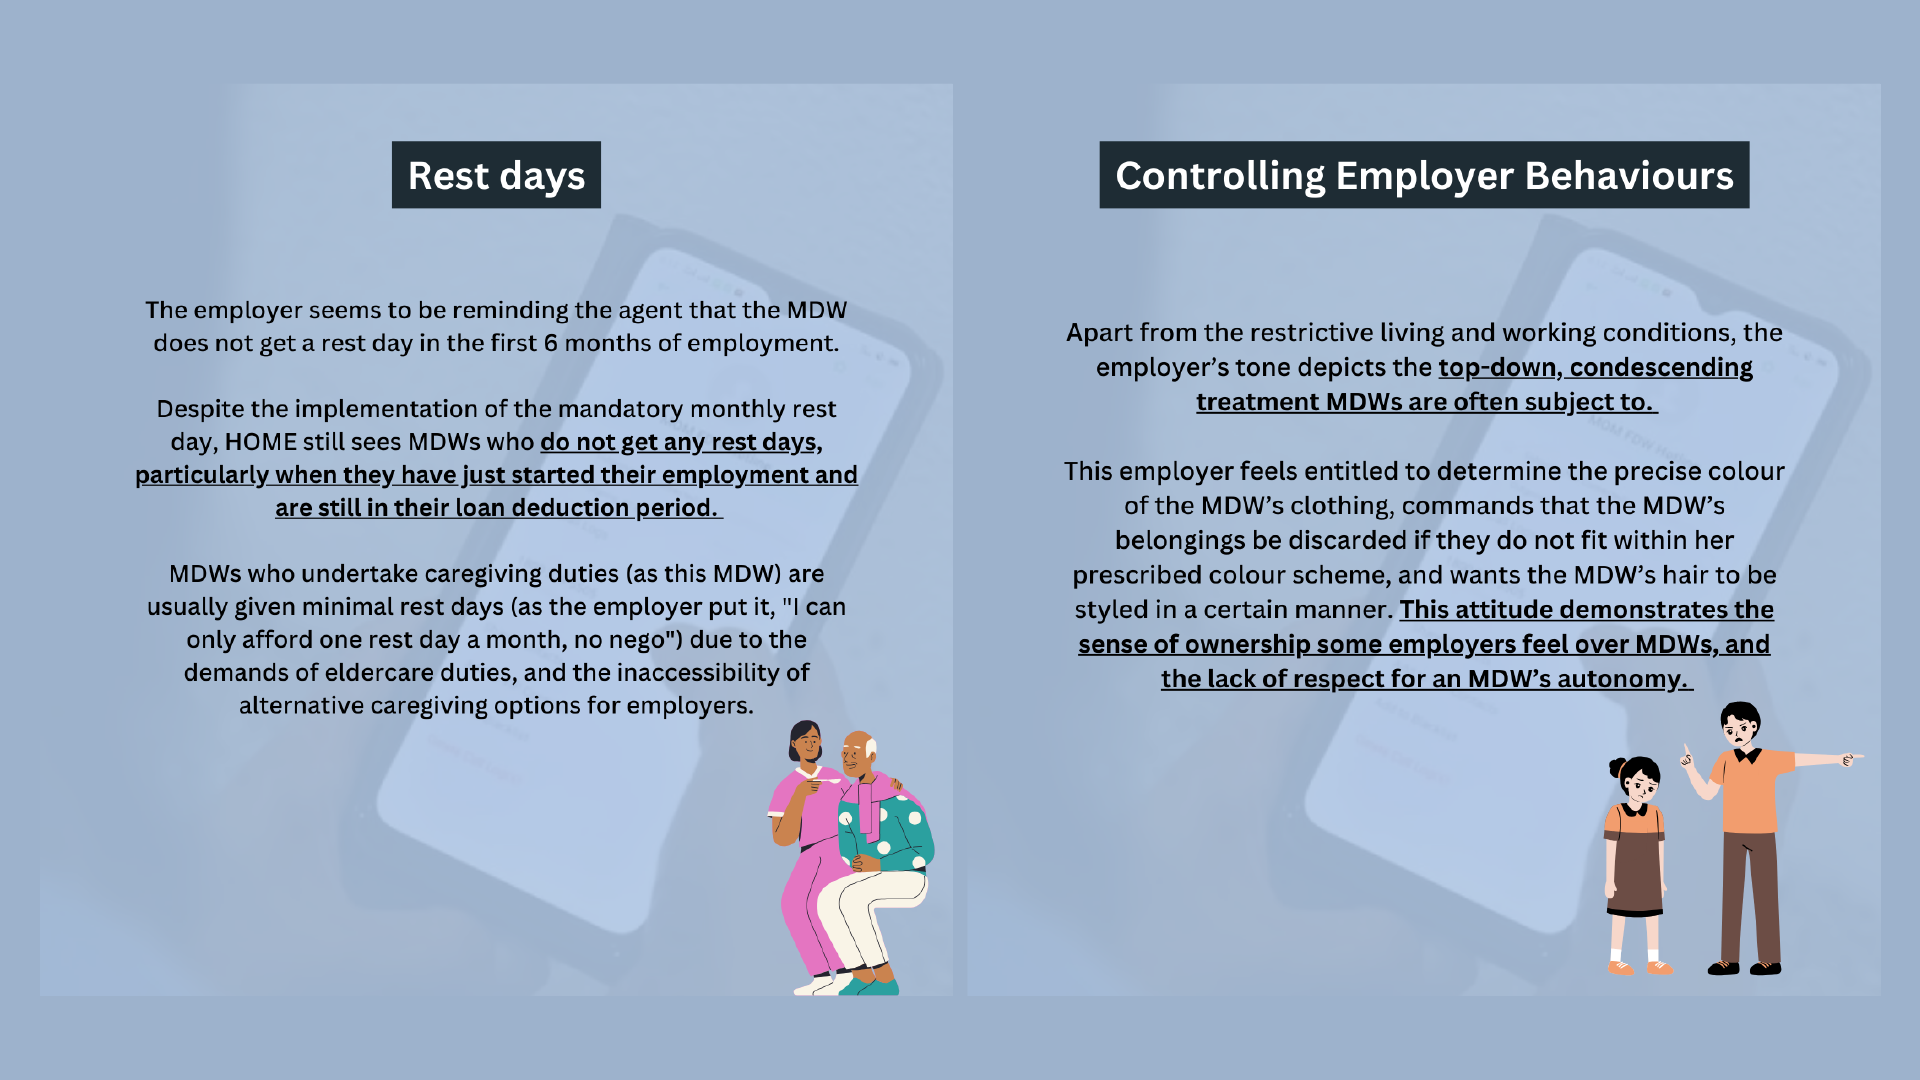 Rest days
The employer seems to be reminding the agent that the MDW
does not get a rest day in the first 6 months of employment.
Despite the implementation of the mandatory monthly rest
day, HOME still sees MDWs who do not get any rest days,
particularly when they have just started their employment and
are still in their loan deduction period.
MDWs who undertake caregiving duties (as this MDW) are
usually given minimal rest days (as the employer put it, "I can
only afford one rest day a month, no nego") due to the
demands of eldercare duties, and the inaccessibility of
alternative caregiving options for employers.
Controlling Employer Behaviours
Apart from the restrictive living and working conditions, the
employer’s tone depicts the top-down, condescending
treatment MDWs are often subject to.
This employer feels entitled to determine the precise colour
of the MDW’s clothing, commands that the MDW’s
belongings be discarded if they do not fit within her
prescribed colour scheme, and wants the MDW’s hair to be
styled in a certain manner. This attitude demonstrates the
sense of ownership some employers feel over MDWs, and
the lack of respect for an MDW’s autonomy.